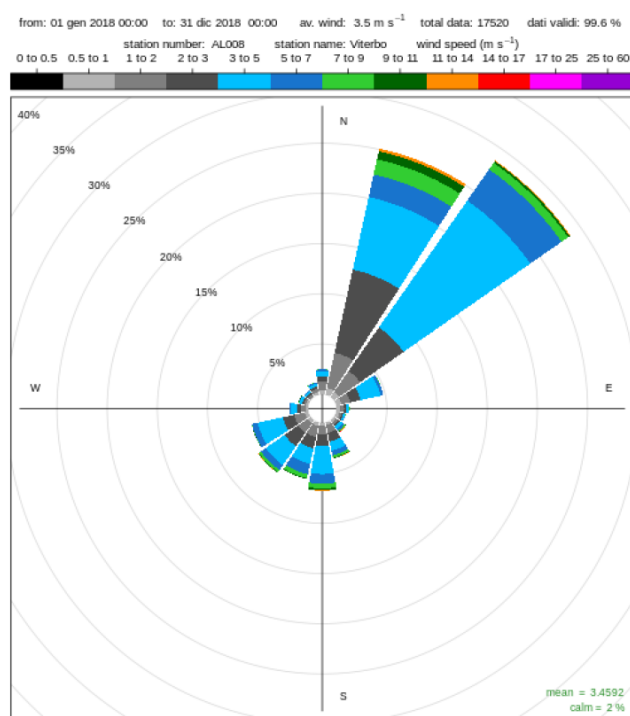 from: 01 gen 2018 00:00 to: 31 dic 2018 00:00 av. wind: 3.5 m s⁻¹ total data: 17520 dati validi: 99.6 %
station number: AL008 station name: Viterbo wind speed (m s⁻¹)
0 to 0.5 0.5 to 1 1 to 2 2 to 3 3 to 5 5 to 7 7 to 9 9 to 11 11 to 14 14 to 17 17 to 25 25 to 60
40%
N
35%
30%
25%
20%
15%
10%
5%
W
E
S
mean = 3.4592
calm = 2 %